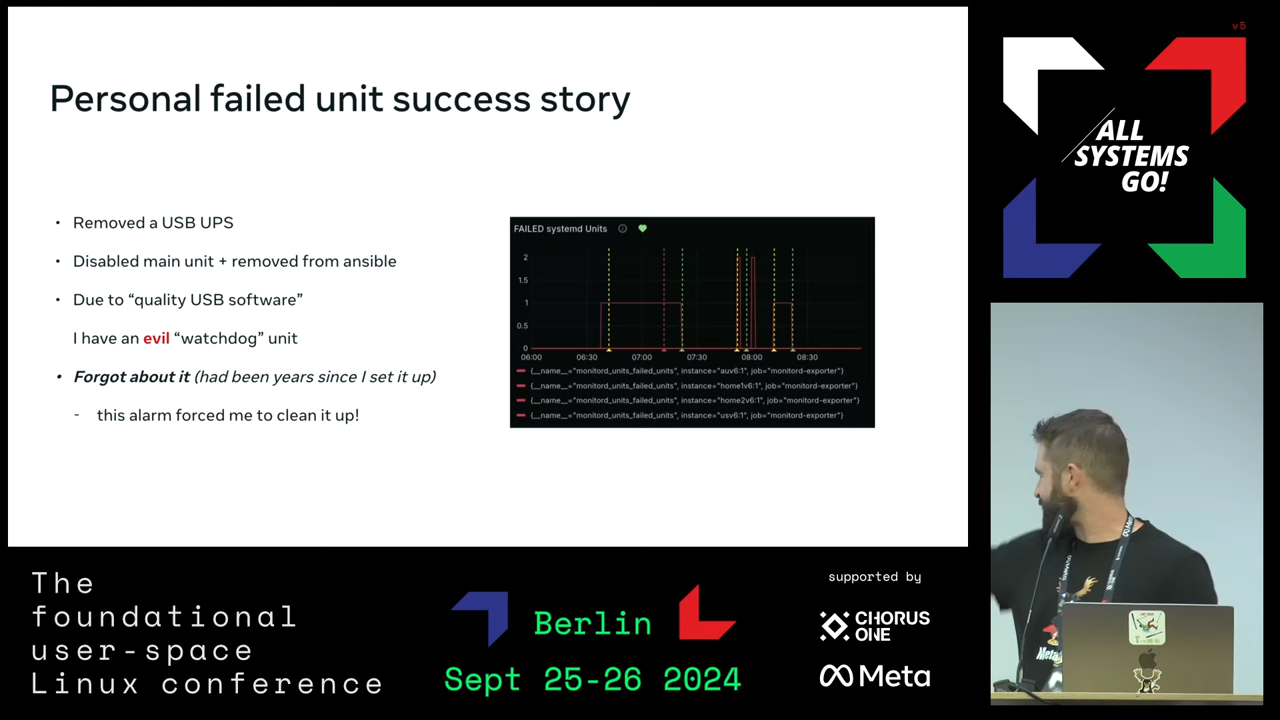 Personal failed unit success story
• Removed a USB UPS
• Disabled main unit + removed from ansible
• Due to “quality USB software”
I have an evil “watchdog” unit
• Forgot about it (had been years since I set it up)
- this alarm forced me to clean it up!
FAILED systemd Units
2
1.5
1
0.5
0
06:00 06:30 07:00 07:30 08:00 08:30
{__name__="monitord_units_failed_units", instance="auv6:1", job="monitord-exporter"}
{__name__="monitord_units_failed_units", instance="home1v6:1", job="monitord-exporter"}
{__name__="monitord_units_failed_units", instance="home2v6:1", job="monitord-exporter"}
{__name__="monitord_units_failed_units", instance="usv6:1", job="monitord-exporter"}
v5
ALL
SYSTEMS
GO!
The
foundational
user-space
Linux conference
Berlin
Sept 25-26 2024
supported by
CHORUS
ONE
Meta
Meta